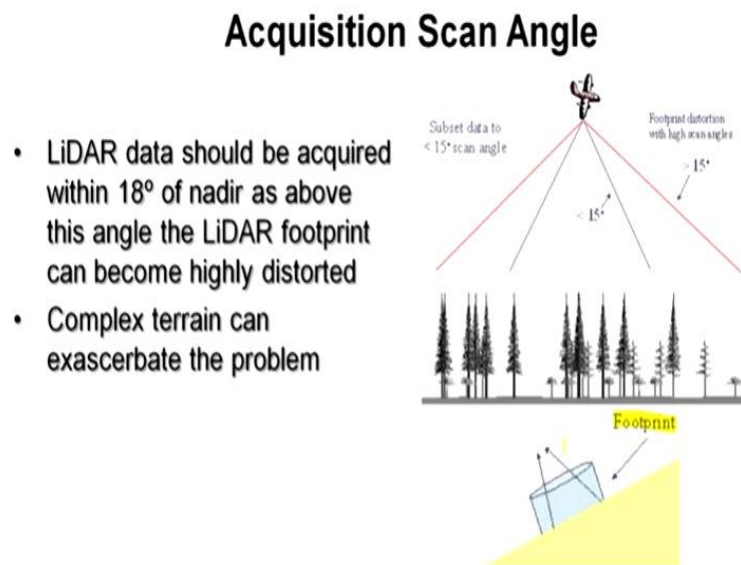 Acquisition Scan Angle
• LiDAR data should be acquired
within 18º of nadir as above
this angle the LiDAR footprint
can become highly distorted
• Complex terrain can
exascerbate the problem
Subset data to
< 15° scan angle
Footprint distortion
with high scan angles
> 15°
< 15°
Footprint